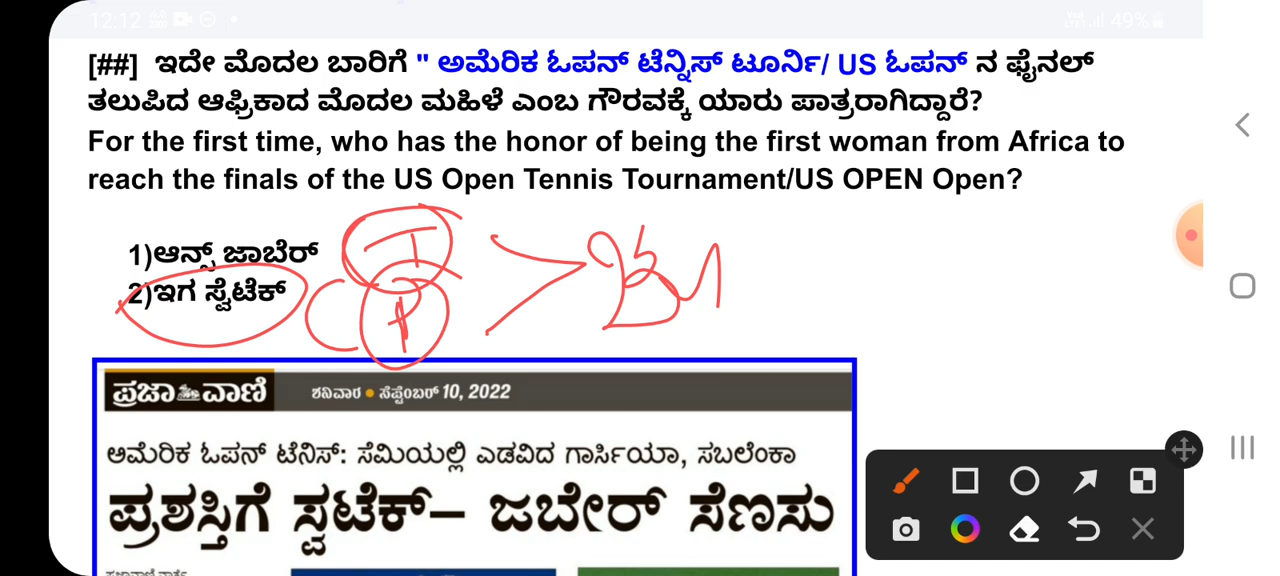 12:12 49%
[##] ಇದೇ ಮೊದಲ ಬಾರಿಗೆ " ಅಮೆರಿಕ ಓಪನ್ ಟೆನ್ನಿಸ್ ಟೂರ್ನಿ/ US ಓಪನ್ ನ ಫೈನಲ್
ತಲುಪಿದ ಆಫ್ರಿಕಾದ ಮೊದಲ ಮಹಿಳೆ ಎಂಬ ಗೌರವಕ್ಕೆ ಯಾರು ಪಾತ್ರರಾಗಿದ್ದಾರೆ?
For the first time, who has the honor of being the first woman from Africa to
reach the finals of the US Open Tennis Tournament/US OPEN Open?
1)ಆನ್ಸ್ ಜಾಬೆರ್ T
2)ಇಗ ಸ್ವೆಟೆಕ್ P
ಪ್ರಜಾವಾಣಿ ಶನಿವಾರ • ಸೆಪ್ಟೆಂಬರ್ 10, 2022
ಅಮೆರಿಕ ಓಪನ್ ಟೆನಿಸ್: ಸೆಮಿಯಲ್ಲಿ ಎಡವಿದ ಗಾರ್ಸಿಯಾ, ಸಬಲೆಂಕಾ
ಪ್ರಶಸ್ತಿಗೆ ಸ್ವಟೆಕ್– ಜಬೇರ್ ಸೆಣಸು